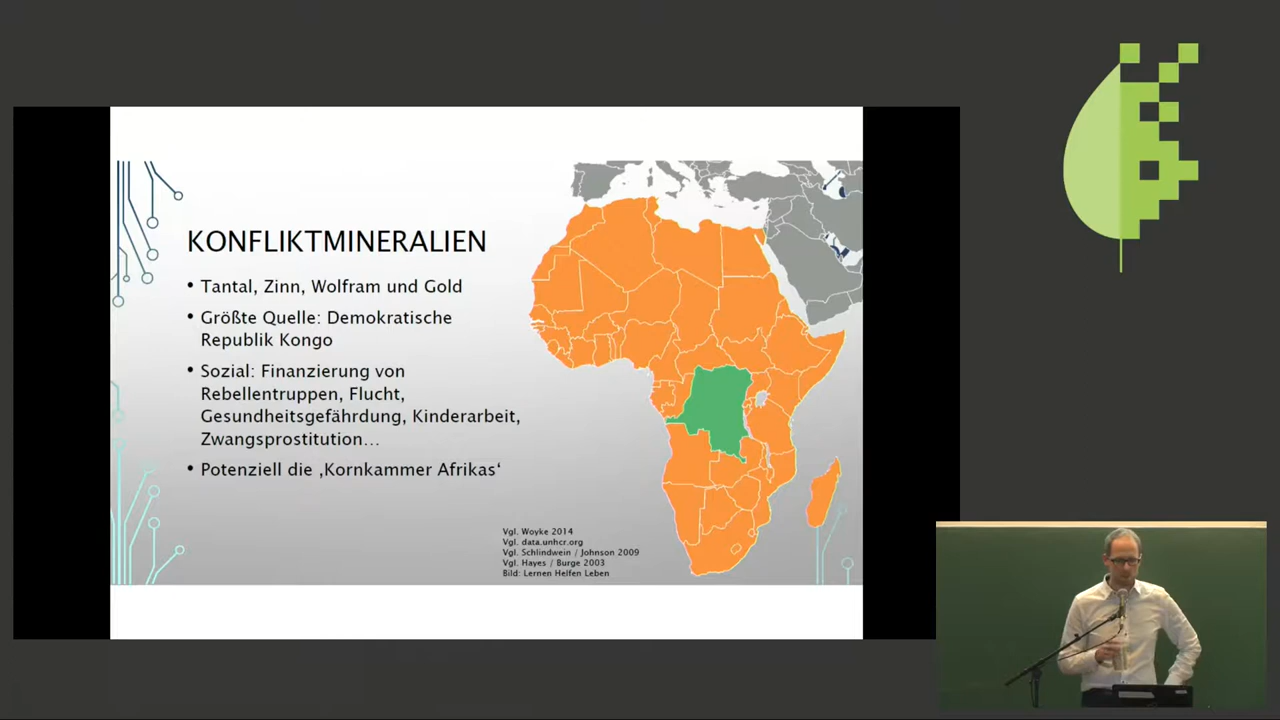 KONFLIKTMINERALIEN
• Tantal, Zinn, Wolfram und Gold
• Größte Quelle: Demokratische
Republik Kongo
• Sozial: Finanzierung von
Rebellentruppen, Flucht,
Gesundheitsgefährdung, Kinderarbeit,
Zwangsprostitution…
• Potenziell die ‚Kornkammer Afrikas‘
Vgl. Woyke 2014
Vgl. data.unhcr.org
Vgl. Schlindwein / Johnson 2009
Vgl. Hayes / Burge 2003
Bild: Lernen Helfen Leben